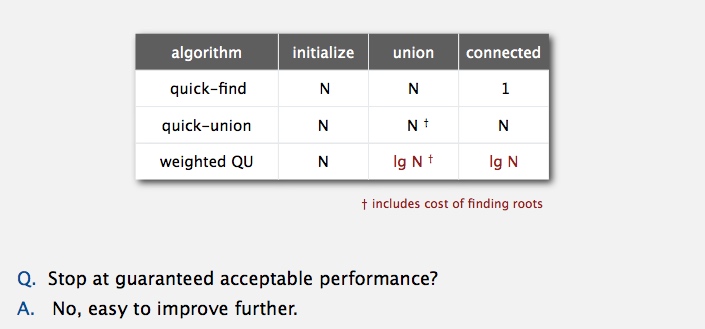 algorithm initialize union connected
quick-find N N 1
quick-union N N † N
weighted QU N lg N † lg N
† includes cost of finding roots
Q. Stop at guaranteed acceptable performance?
A. No, easy to improve further.